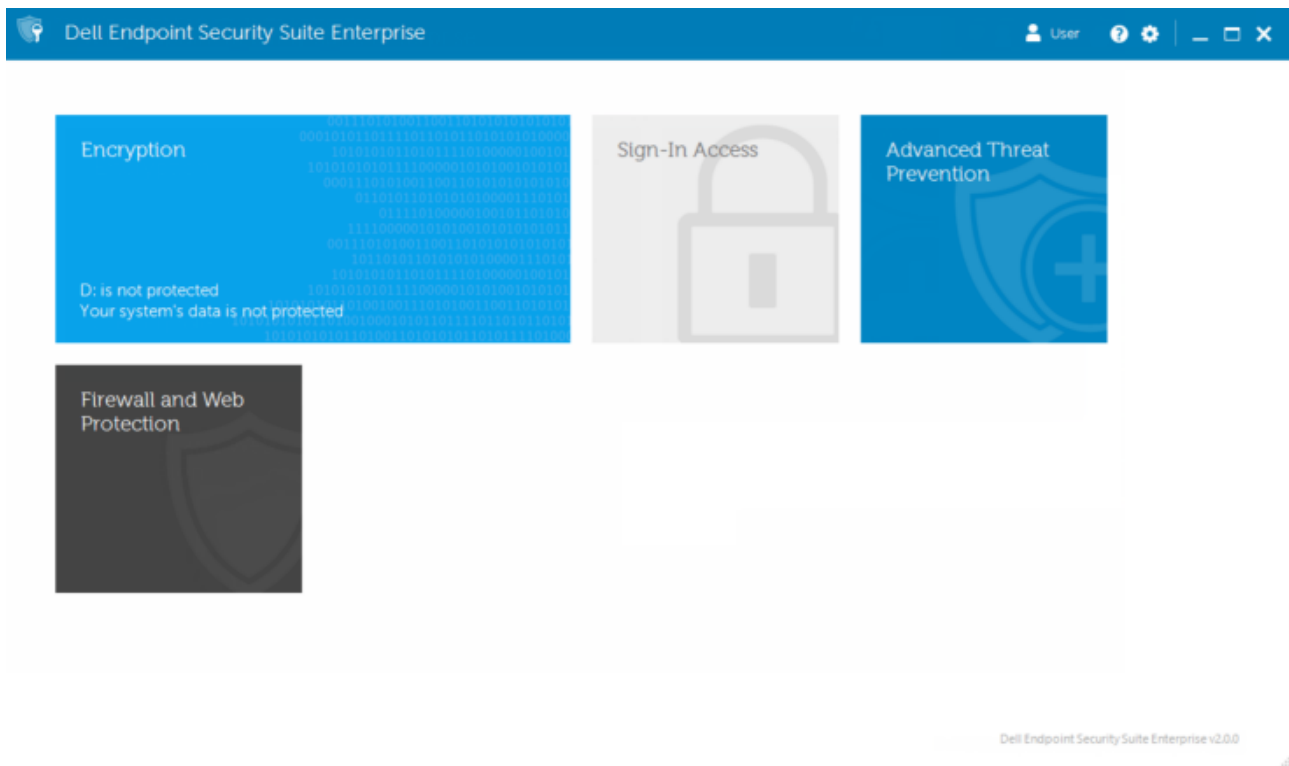 Dell Endpoint Security Suite Enterprise
User
Encryption
D: is not protected
Your system's data is not protected
Sign-In Access
Advanced Threat
Prevention
Firewall and Web
Protection
Dell Endpoint Security Suite Enterprise v2.0.0